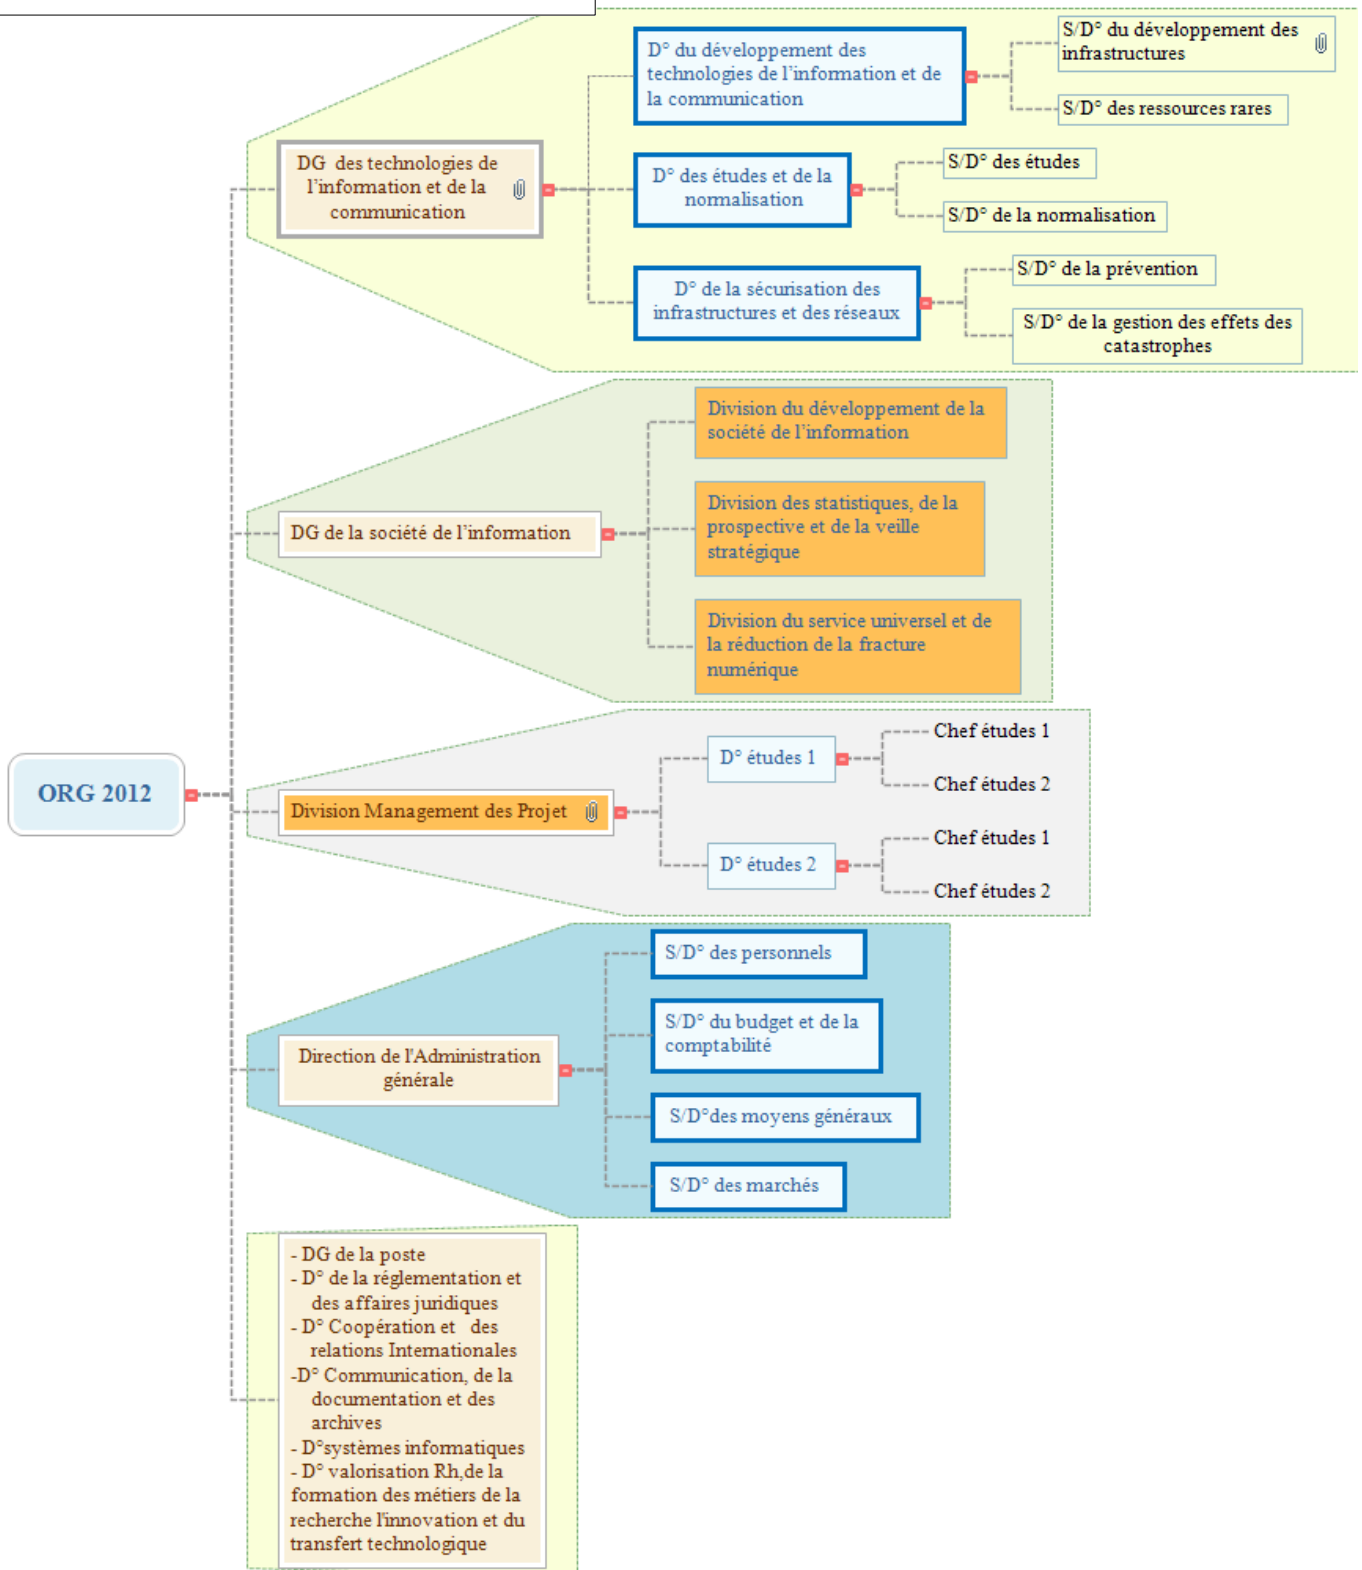 D° du développement des
technologies de l'information et de
la communication
S/D° du développement des
infrastructures
S/D° des ressources rares
DG des technologies de
l'information et de la
communication
D° des études et de la
normalisation
S/D° des études
S/D° de la normalisation
D° de la sécurisation des
infrastructures et des réseaux
S/D° de la prévention
S/D° de la gestion des effets des
catastrophes
DG de la société de l'information
Division du développement de la
société de l'information
Division des statistiques, de la
prospective et de la veille
stratégique
Division du service universel et de
la réduction de la fracture
numérique
ORG 2012
Division Management des Projet
D° études 1
Chef études 1
Chef études 2
D° études 2
Chef études 1
Chef études 2
Direction de l'Administration
générale
S/D° des personnels
S/D° du budget et de la
comptabilité
S/D°des moyens généraux
S/D° des marchés
- DG de la poste
- D° de la réglementation et
des affaires juridiques
- D° Coopération et des
relations Internationales
-D° Communication, de la
documentation et des
archives
- D°systèmes informatiques
- D° valorisation Rh,de la
formation des métiers de la
recherche l'innovation et du
transfert technologique